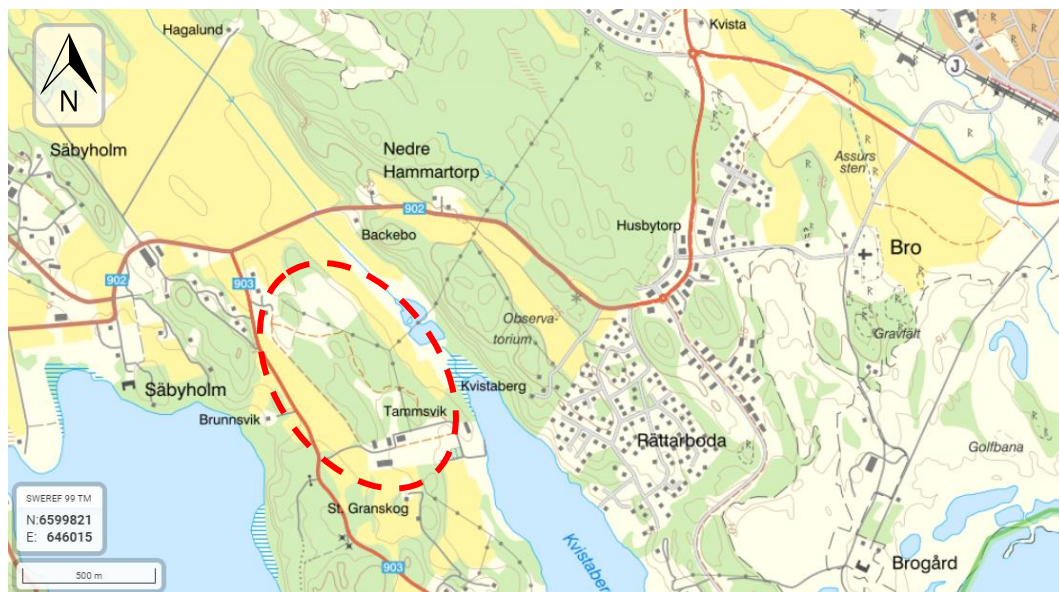 Hagalund
Kvista
N
J
Säbyholm
Nedre
Hammartorp
Assurs
sten
902
Husbytorp
Backebo
Bro
902
903
Observa-
torium
Gravfält
Säbyholm
Kvistaberg
Brunnsvik
Tammsvik
Rättarboda
Golfbana
SWEREF 99 TM
N:6599821
E: 646015
St. Granskog
Kvistaber
500 m
903
Brogård
R
R
R
R
R
R
R
R
R
R
R
R